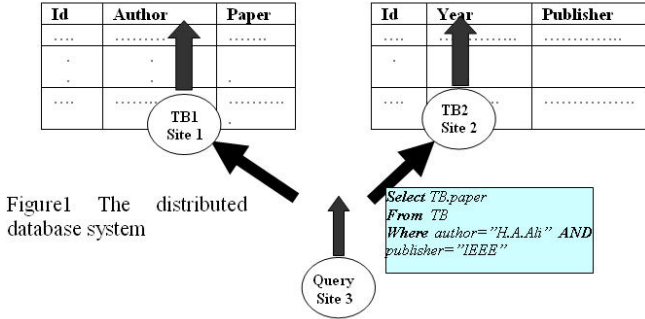 Id Author Paper
.... .......... .......
. . .
.... .......... ........
TB1
Site 1
Id Year Publisher
.... .......... ............
.
.... .......... ..............
TB2
Site 2
Figure1 The distributed
database system
Select TB.paper
From TB
Where author="H.A.Ali" AND
publisher="IEEE"
Query
Site 3